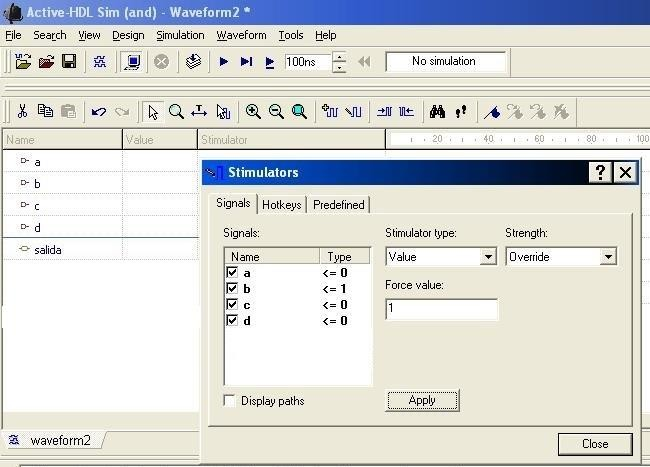 Active-HDL Sim (and) - Waveform2 *
File Search View Design Simulation Waveform Tools Help
100ns No simulation
Name Value Stimulator 20 40 60 80 100
a
b
c
d
salida
Stimulators
Signals Hotkeys Predefined
Signals: Stimulator type: Strength:
Name Type Value Override
a <= 0
b <= 1 Force value:
c <= 0 1
d <= 0
Display paths Apply
waveform2 Close